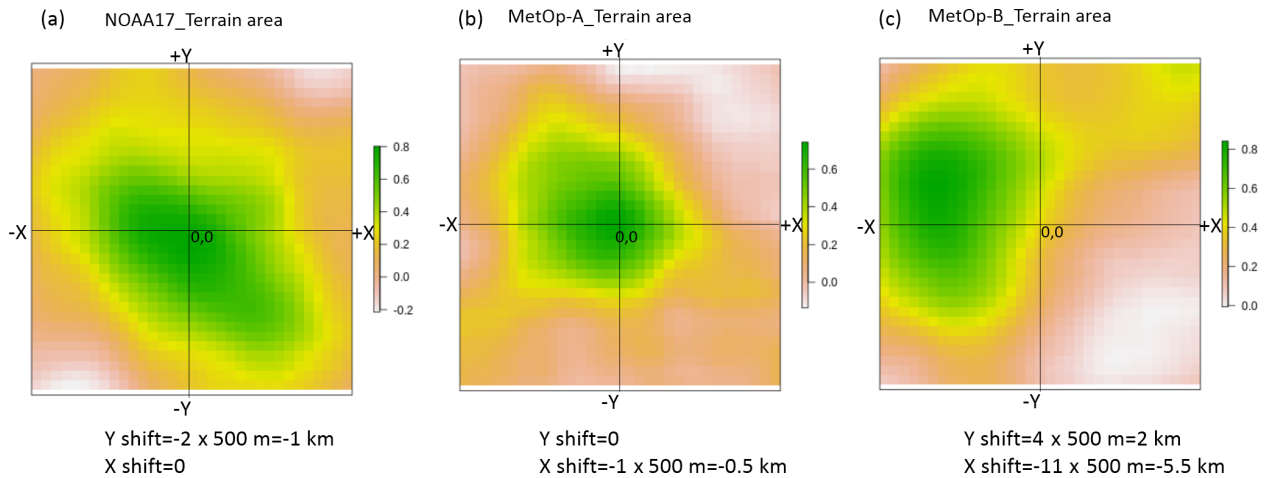 (a) NOAA17_Terrain area
+Y
-X
0,0
+X
-Y
0.8
0.6
0.4
0.2
0.0
-0.2
Y shift=-2 x 500 m=-1 km
X shift=0
(b) MetOp-A_Terrain area
+Y
-X
0,0
+X
-Y
0.6
0.4
0.2
0.0
Y shift=0
X shift=-1 x 500 m=-0.5 km
(c) MetOp-B_Terrain area
+Y
-X
0,0
+X
-Y
0.8
0.6
0.4
0.2
0.0
Y shift=4 x 500 m=2 km
X shift=-11 x 500 m=-5.5 km